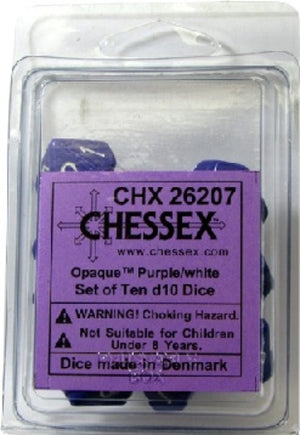 CHX 26207
CHESSEX
www.chessex.com
Opaque™ Purple/white
Set of Ten d10 Dice
WARNING! Choking Hazard.
Not Suitable for Children
Under 8 Years.
Dice made in Denmark